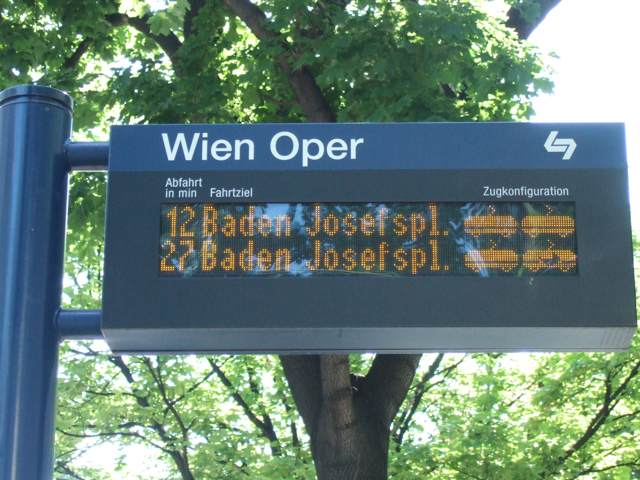 Wien Oper
Abfahrt
in min Fahrtziel Zugkonfiguration
12 Baden Josefspl.
27 Baden Josefspl.